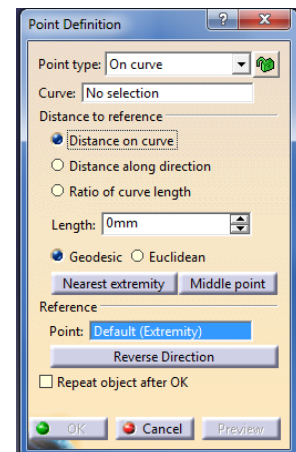 Point Definition
Point type: On curve
Curve: No selection
Distance to reference
Distance on curve
Distance along direction
Ratio of curve length
Length: 0mm
Geodesic Euclidean
Nearest extremity Middle point
Reference
Point: Default (Extremity)
Reverse Direction
Repeat object after OK
OK Cancel Preview